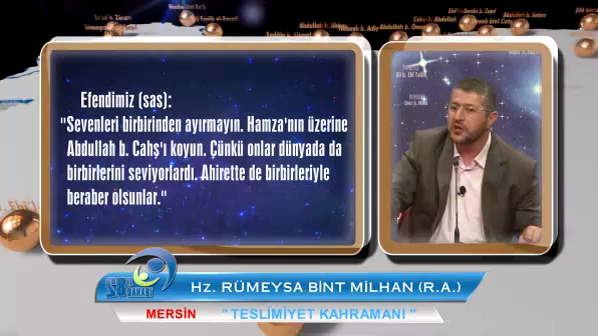 Efendimiz (sas):
"Sevenleri birbirinden ayırmayın. Hamza'nın üzerine
Abdullah b. Cahş'ı koyun. Çünkü onlar dünyada da
birbirlerini seviyorlardı. Ahirette de birbirleriyle
beraber olsunlar."
Hz. RÜMEYSA BİNT MİLHAN (R.A.)
MERSİN "TESLİMİYET KAHRAMANI"